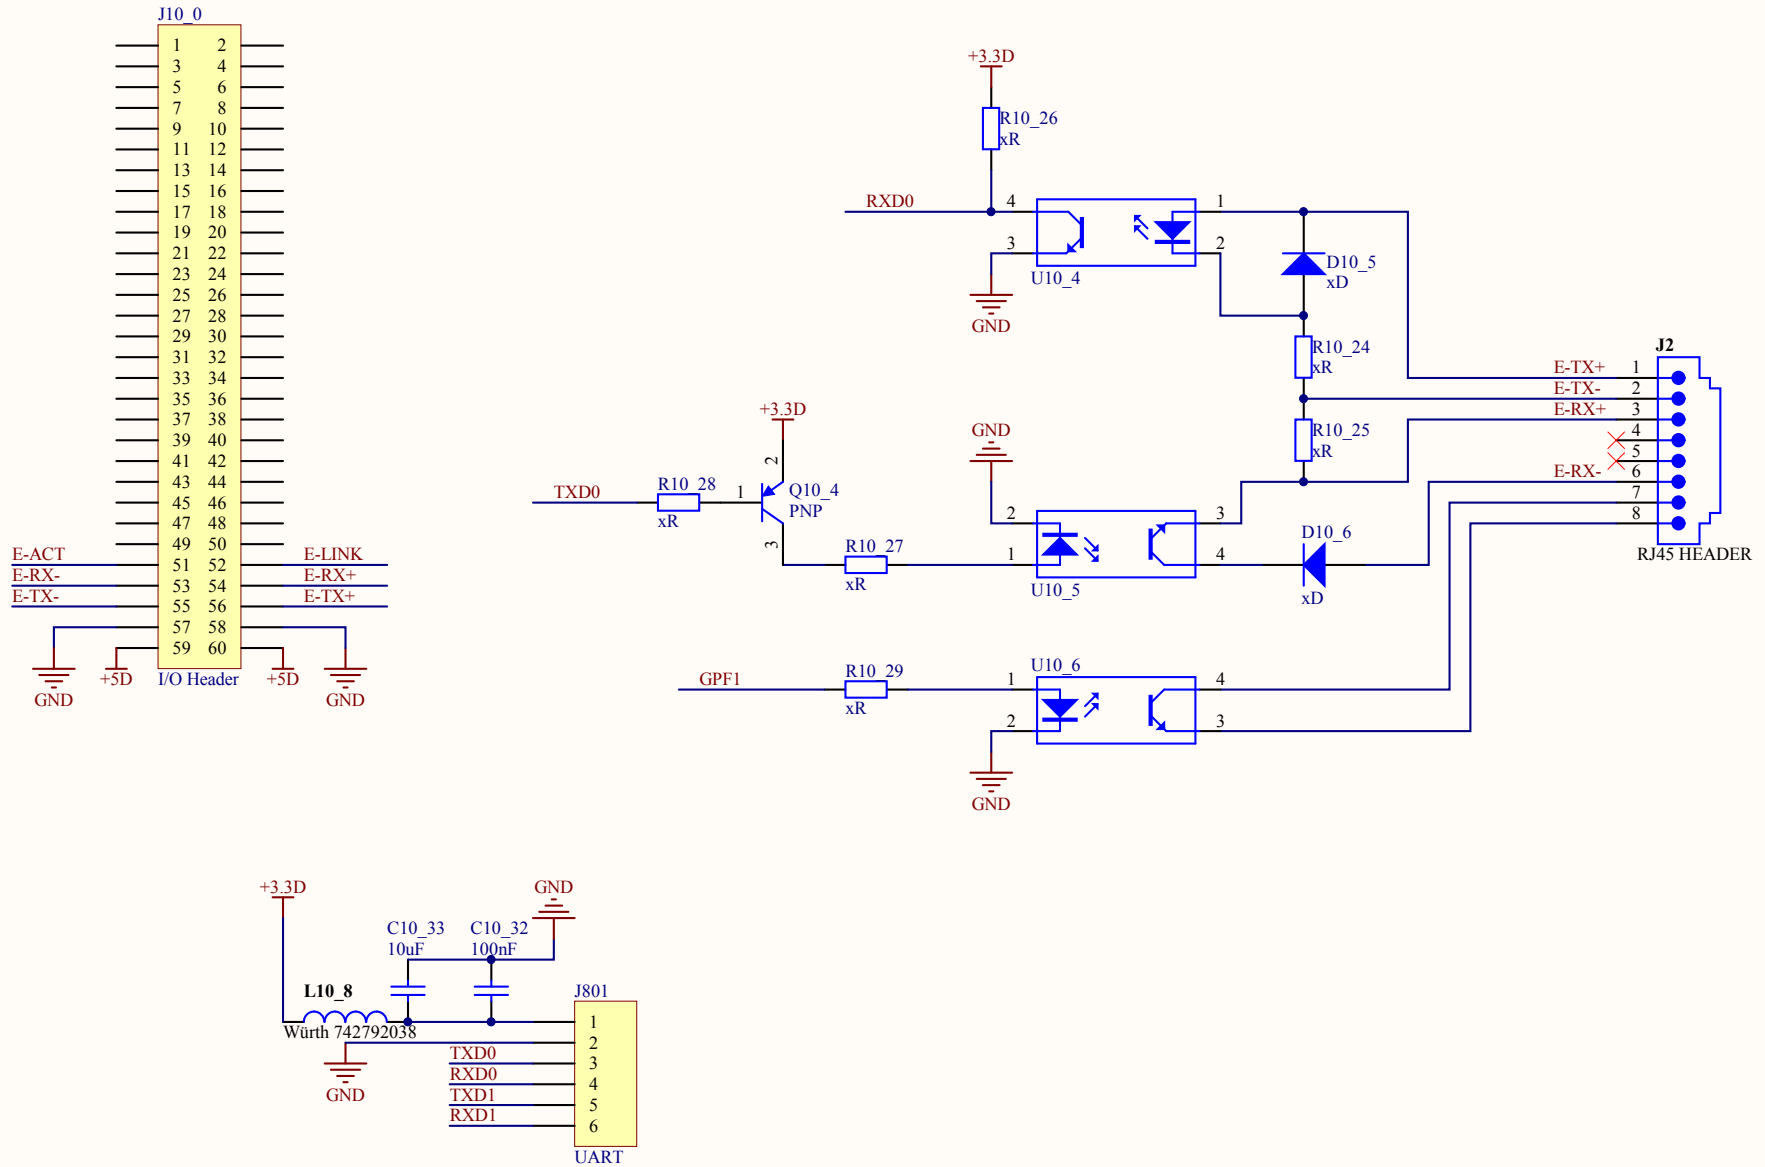 J10_0
1 2
3 4
5 6
7 8
9 10
11 12
13 14
15 16
17 18
19 20
21 22
23 24
25 26
27 28
29 30
31 32
33 34
35 36
37 38
39 40
41 42
43 44
45 46
47 48
49 50
E-ACT 51 52 E-LINK
E-RX- 53 54 E-RX+
E-TX- 55 56 E-TX+
57 58
59 60
GND +5D I/O Header +5D GND
+3.3D
R10_26
xR
RXD0 4 1
3 2
U10_4
GND
D10_5
xD
R10_24
xR
R10_25
xR
J2
E-TX+ 1
E-TX- 2
E-RX+ 3
4
5
E-RX- 6
7
8
RJ45 HEADER
+3.3D
2
TXD0 R10_28 1 Q10_4
xR PNP
3
R10_27
xR
GND
2 3
1 4
U10_5
D10_6
xD
GPF1 R10_29
xR
U10_6
1 4
2 3
GND
+3.3D
GND
C10_33 C10_32
10uF 100nF
L10_8
Würth 742792038
GND
J801
1
2
TXD0 3
RXD0 4
TXD1 5
RXD1 6
UART